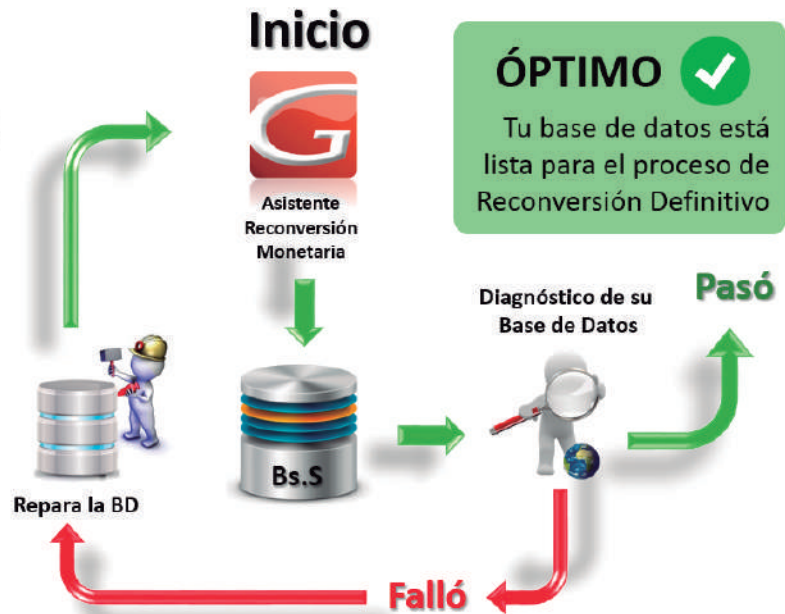 Inicio
G
Asistente
Reconversión
Monetaria
ÓPTIMO
Tu base de datos está
lista para el proceso de
Reconversión Definitivo
Bs.S
Diagnóstico de su
Base de Datos
Pasó
Falló
Repara la BD